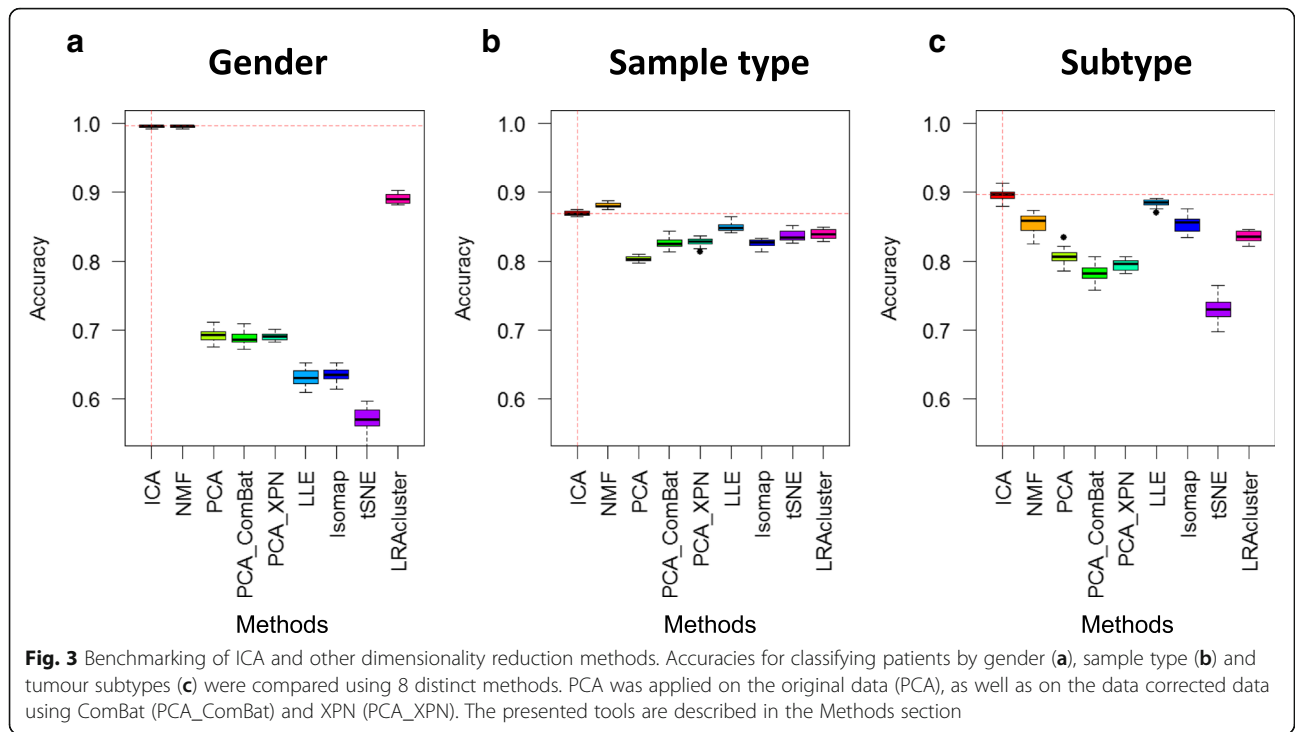 a
Gender
Accuracy
1.0
0.9
0.8
0.7
0.6
ICA
NMF
PCA
PCA_ComBat
PCA_XPN
LLE
Isomap
tSNE
LRAcluster
Methods
b
Sample type
Accuracy
1.0
0.9
0.8
0.7
0.6
ICA
NMF
PCA
PCA_ComBat
PCA_XPN
LLE
Isomap
tSNE
LRAcluster
Methods
c
Subtype
Accuracy
1.0
0.9
0.8
0.7
0.6
ICA
NMF
PCA
PCA_ComBat
PCA_XPN
LLE
Isomap
tSNE
LRAcluster
Methods
Fig. 3 Benchmarking of ICA and other dimensionality reduction methods. Accuracies for classifying patients by gender (a), sample type (b) and
tumour subtypes (c) were compared using 8 distinct methods. PCA was applied on the original data (PCA), as well as on the data corrected data
using ComBat (PCA_ComBat) and XPN (PCA_XPN). The presented tools are described in the Methods section